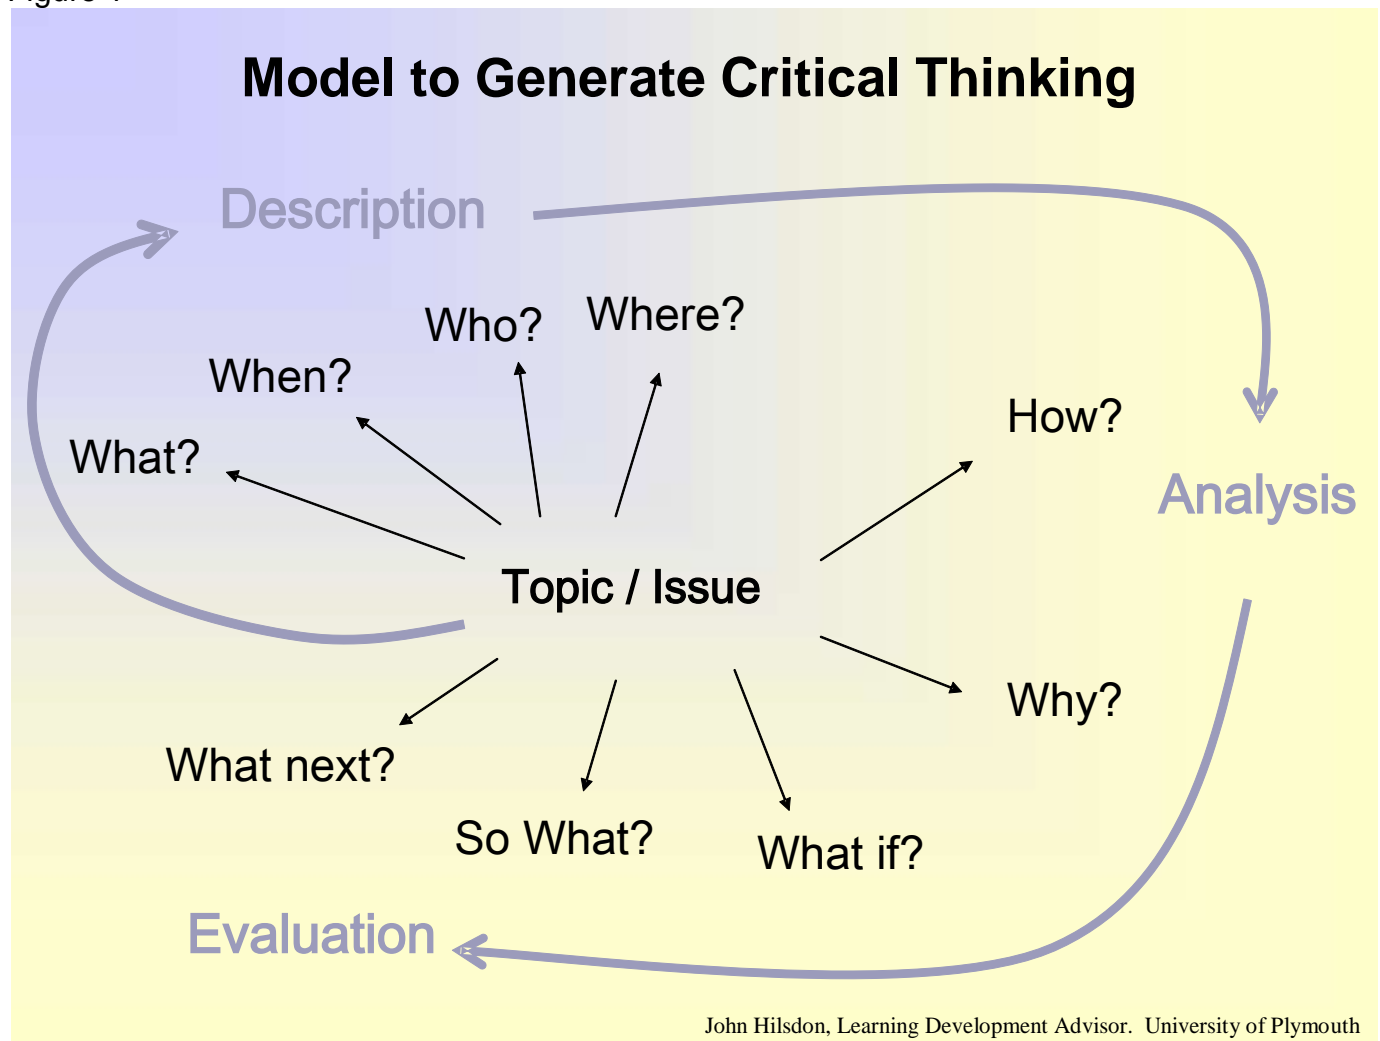 Figure
Model to Generate Critical Thinking
Description
Who? Where?
When?
How?
What?
Analysis
Topic / Issue
Why?
What next?
So What?
What if?
Evaluation
John Hilsdon, Learning Development Advisor. University of Plymouth